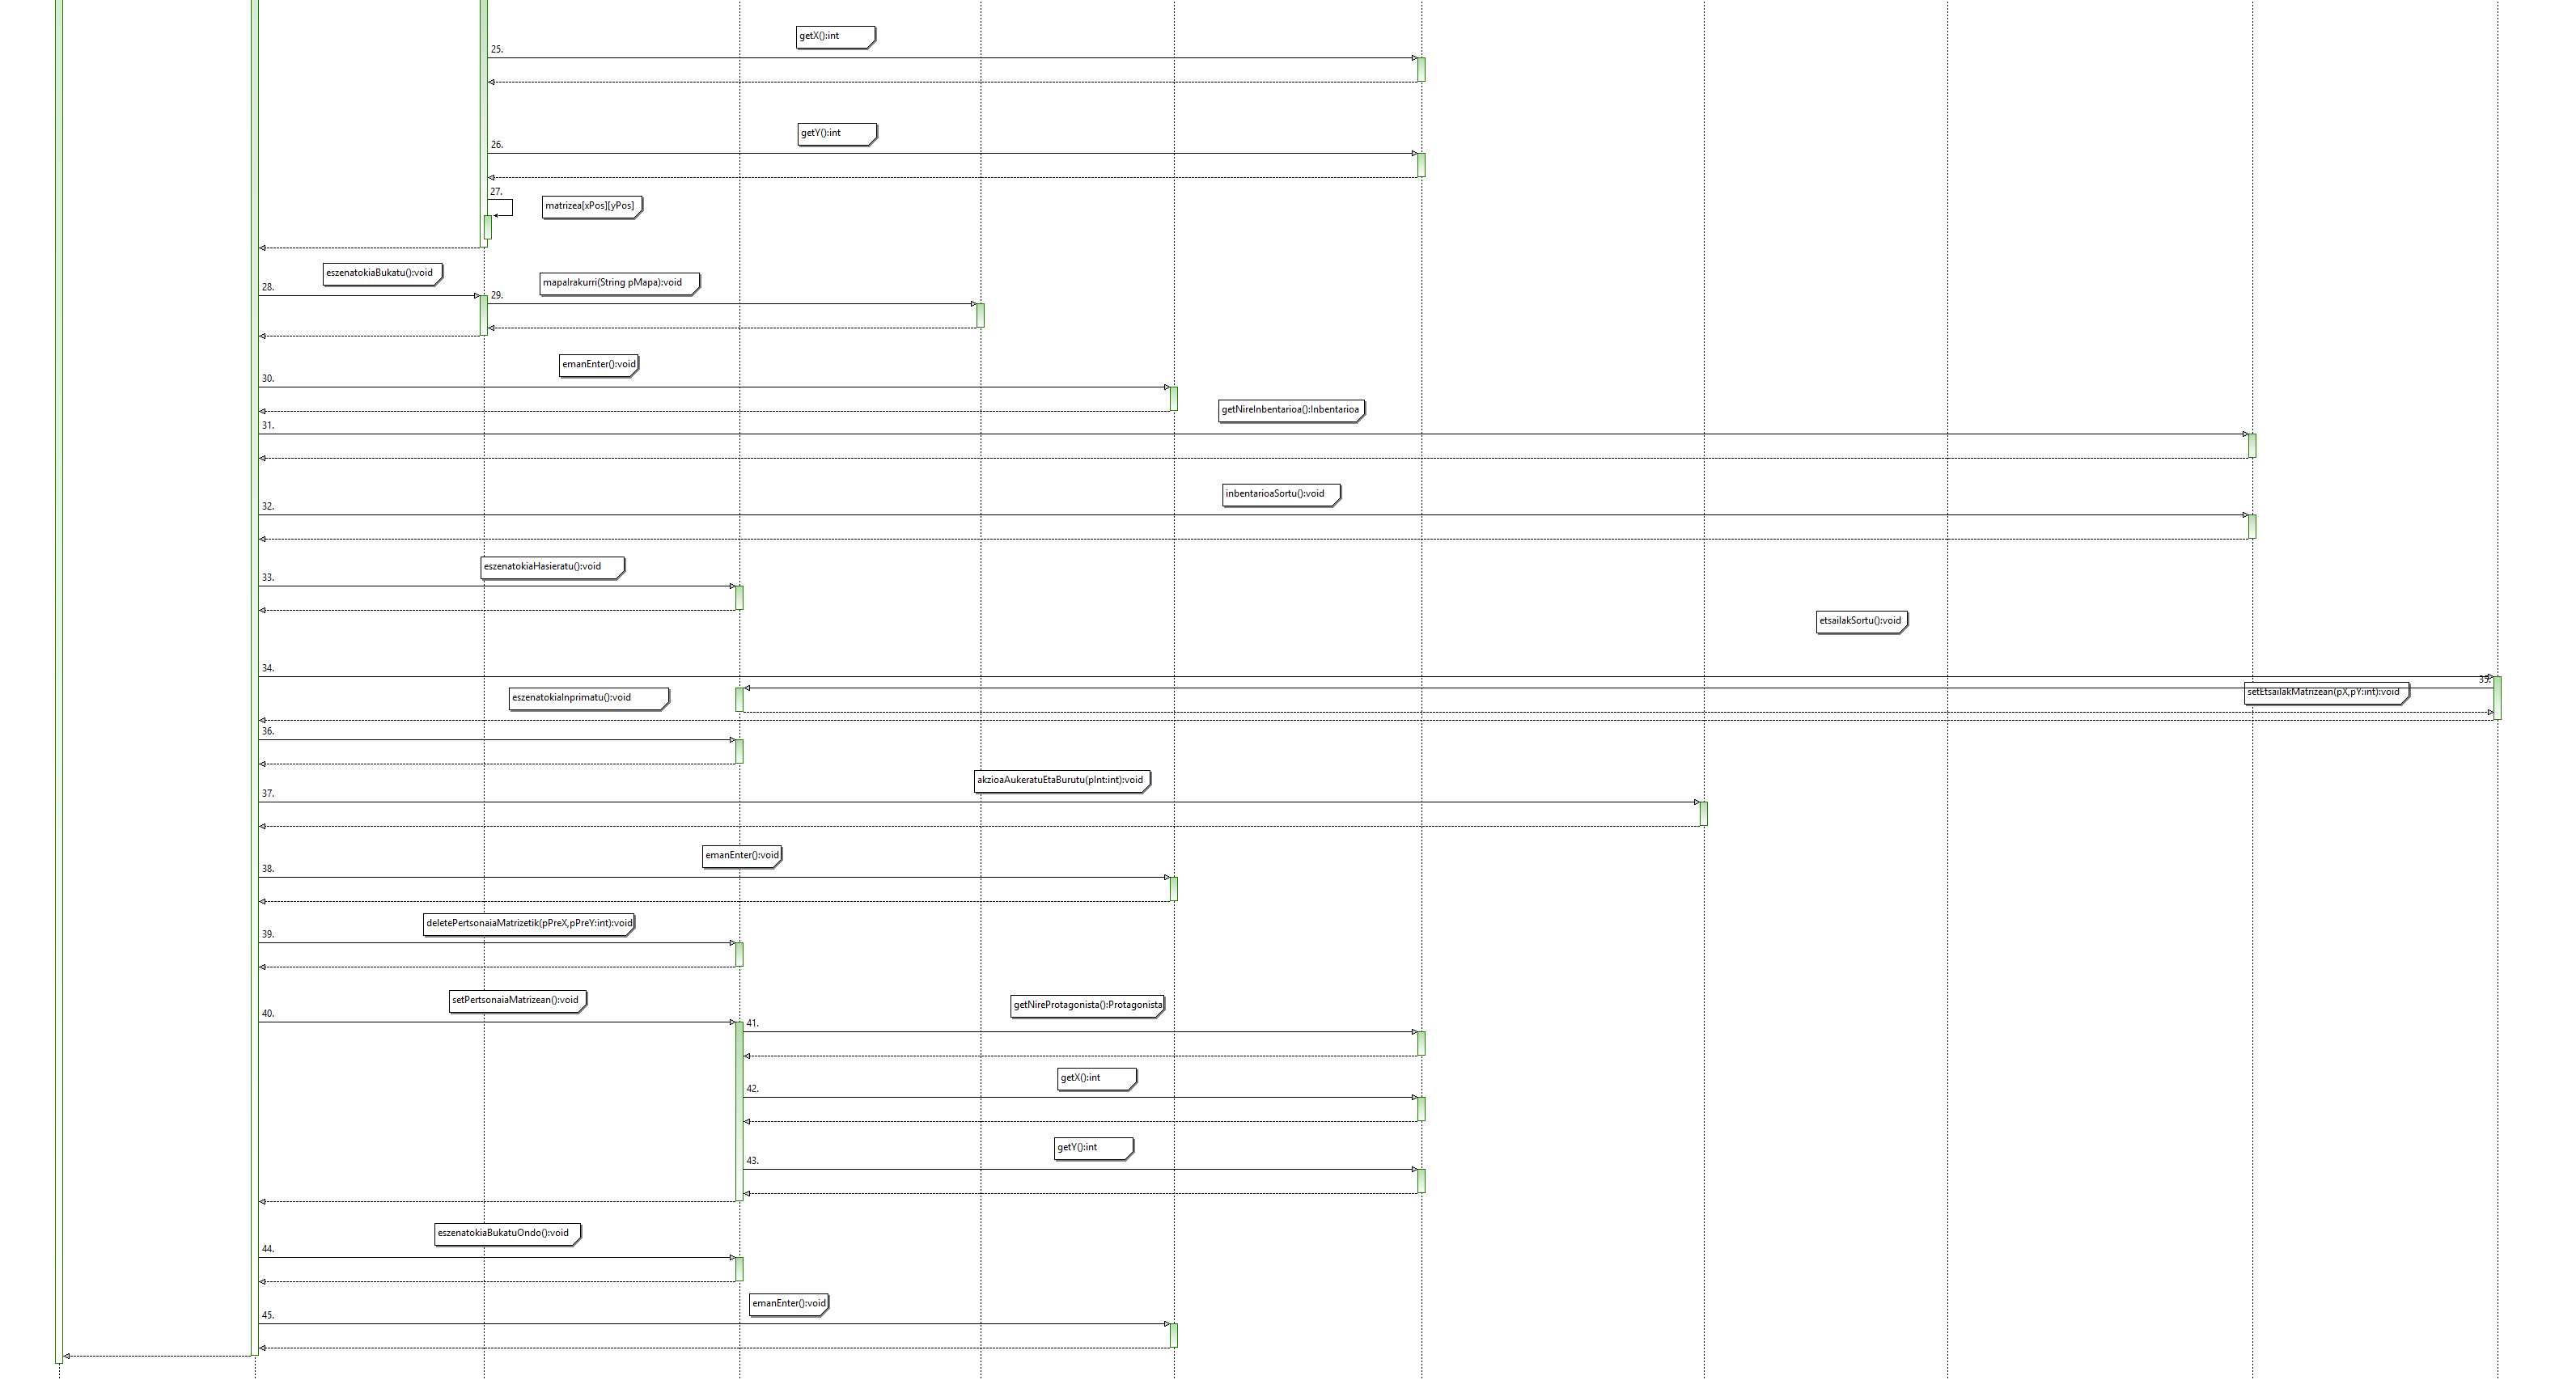 getX():int
25.
getY():int
26.
27.
matrizea[xPos][yPos]
eszenatokiaBukatu():void
mapaIrakurri(String pMapa):void
28.
29.
emanEnter():void
30.
getNireInbentarioa():Inbentarioa
31.
inbentarioaSortu():void
32.
eszenatokiaHasieratu():void
33.
etsailakSortu():void
34.
35.
setEtsailakMatrizean(pX,pY:int):void
eszenatokiaInprimatu():void
36.
akzioaAukeratuEtaBurutu(pInt:int):void
37.
emanEnter():void
38.
deletePertsonaiaMatrizetik(pPreX,pPreY:int):void
39.
setPertsonaiaMatrizean():void
getNireProtagonista():Protagonista
40.
41.
getX():int
42.
getY():int
43.
eszenatokiaBukatuOndo():void
44.
emanEnter():void
45.